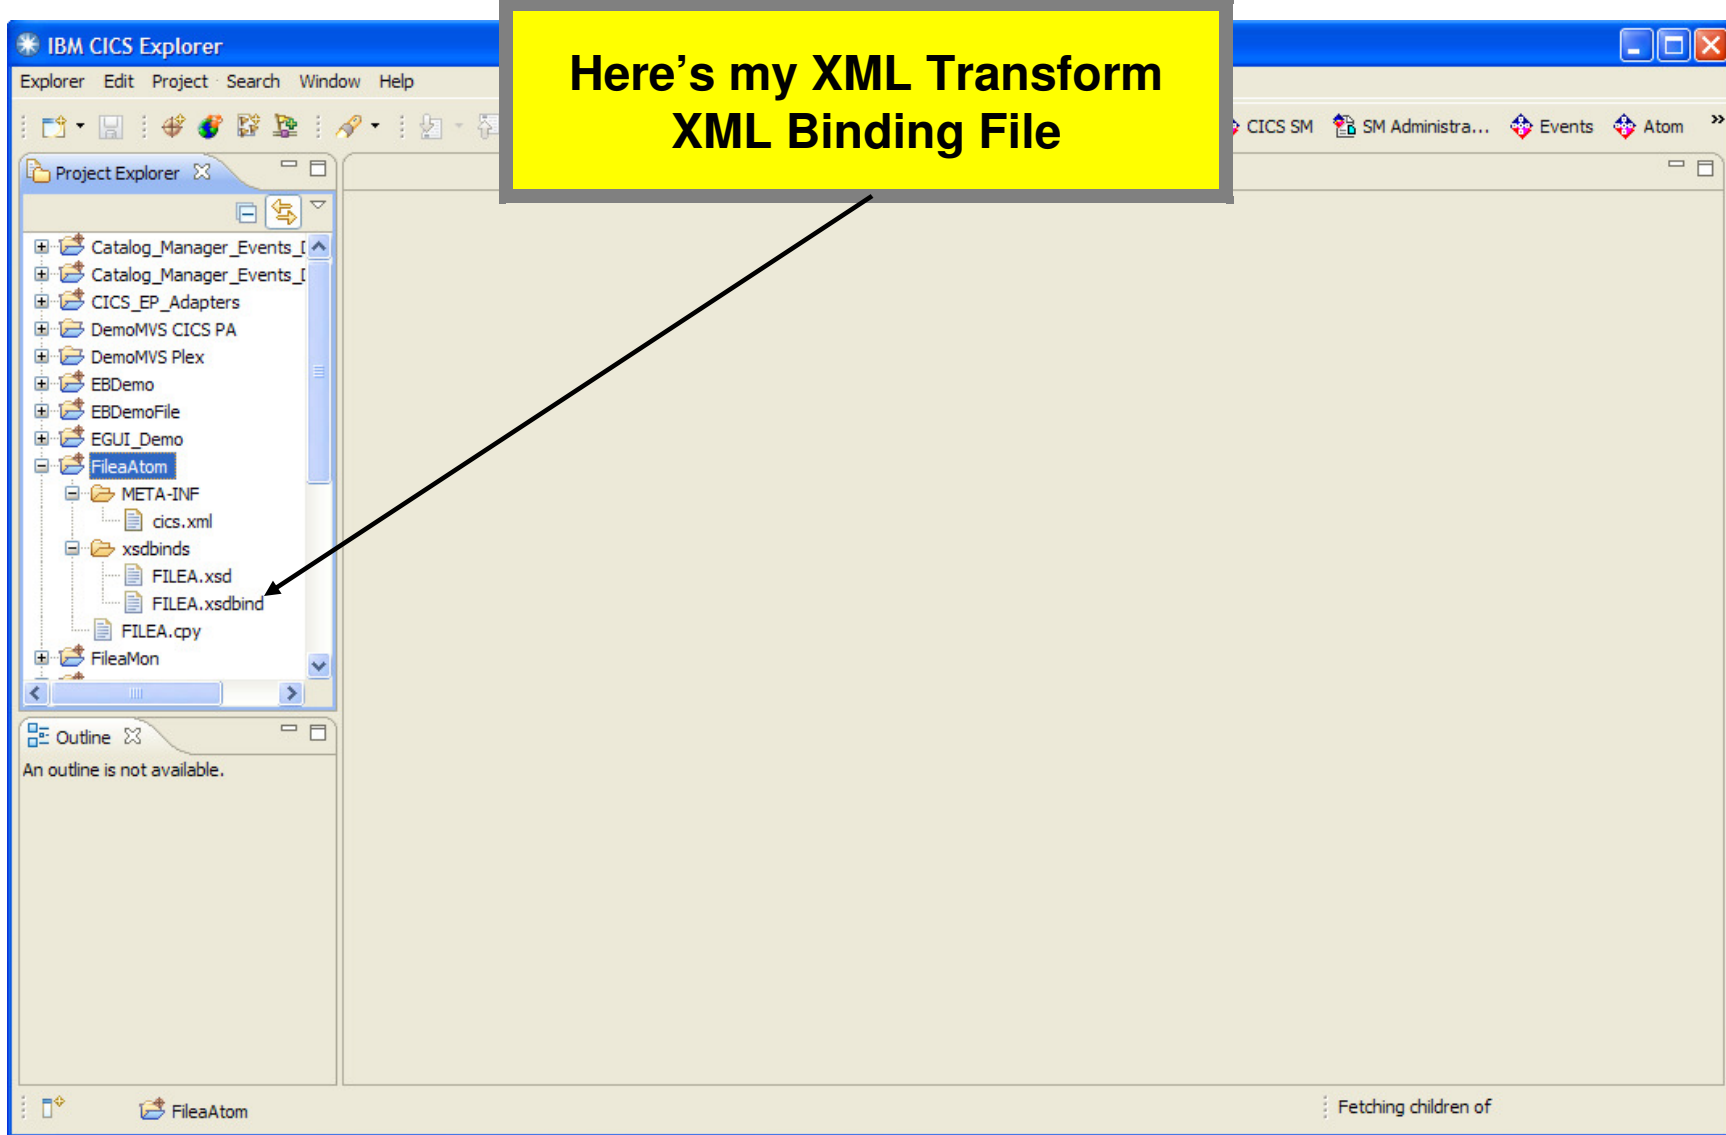 IBM CICS Explorer
Here's my XML Transform
XML Binding File
Explorer Edit Project Search Window Help
CICS SM SM Administra... Events Atom »
Project Explorer
Catalog_Manager_Events_
Catalog_Manager_Events_
CICS_EP_Adapters
DemoMVS CICS PA
DemoMVS Plex
EBDemo
EBDemoFile
EGUI_Demo
FileaAtom
META-INF
cics.xml
xsdbinds
FILEA.xsd
FILEA.xsdbind
FILEA.cpy
FileaMon
Outline
An outline is not available.
FileaAtom
Fetching children of